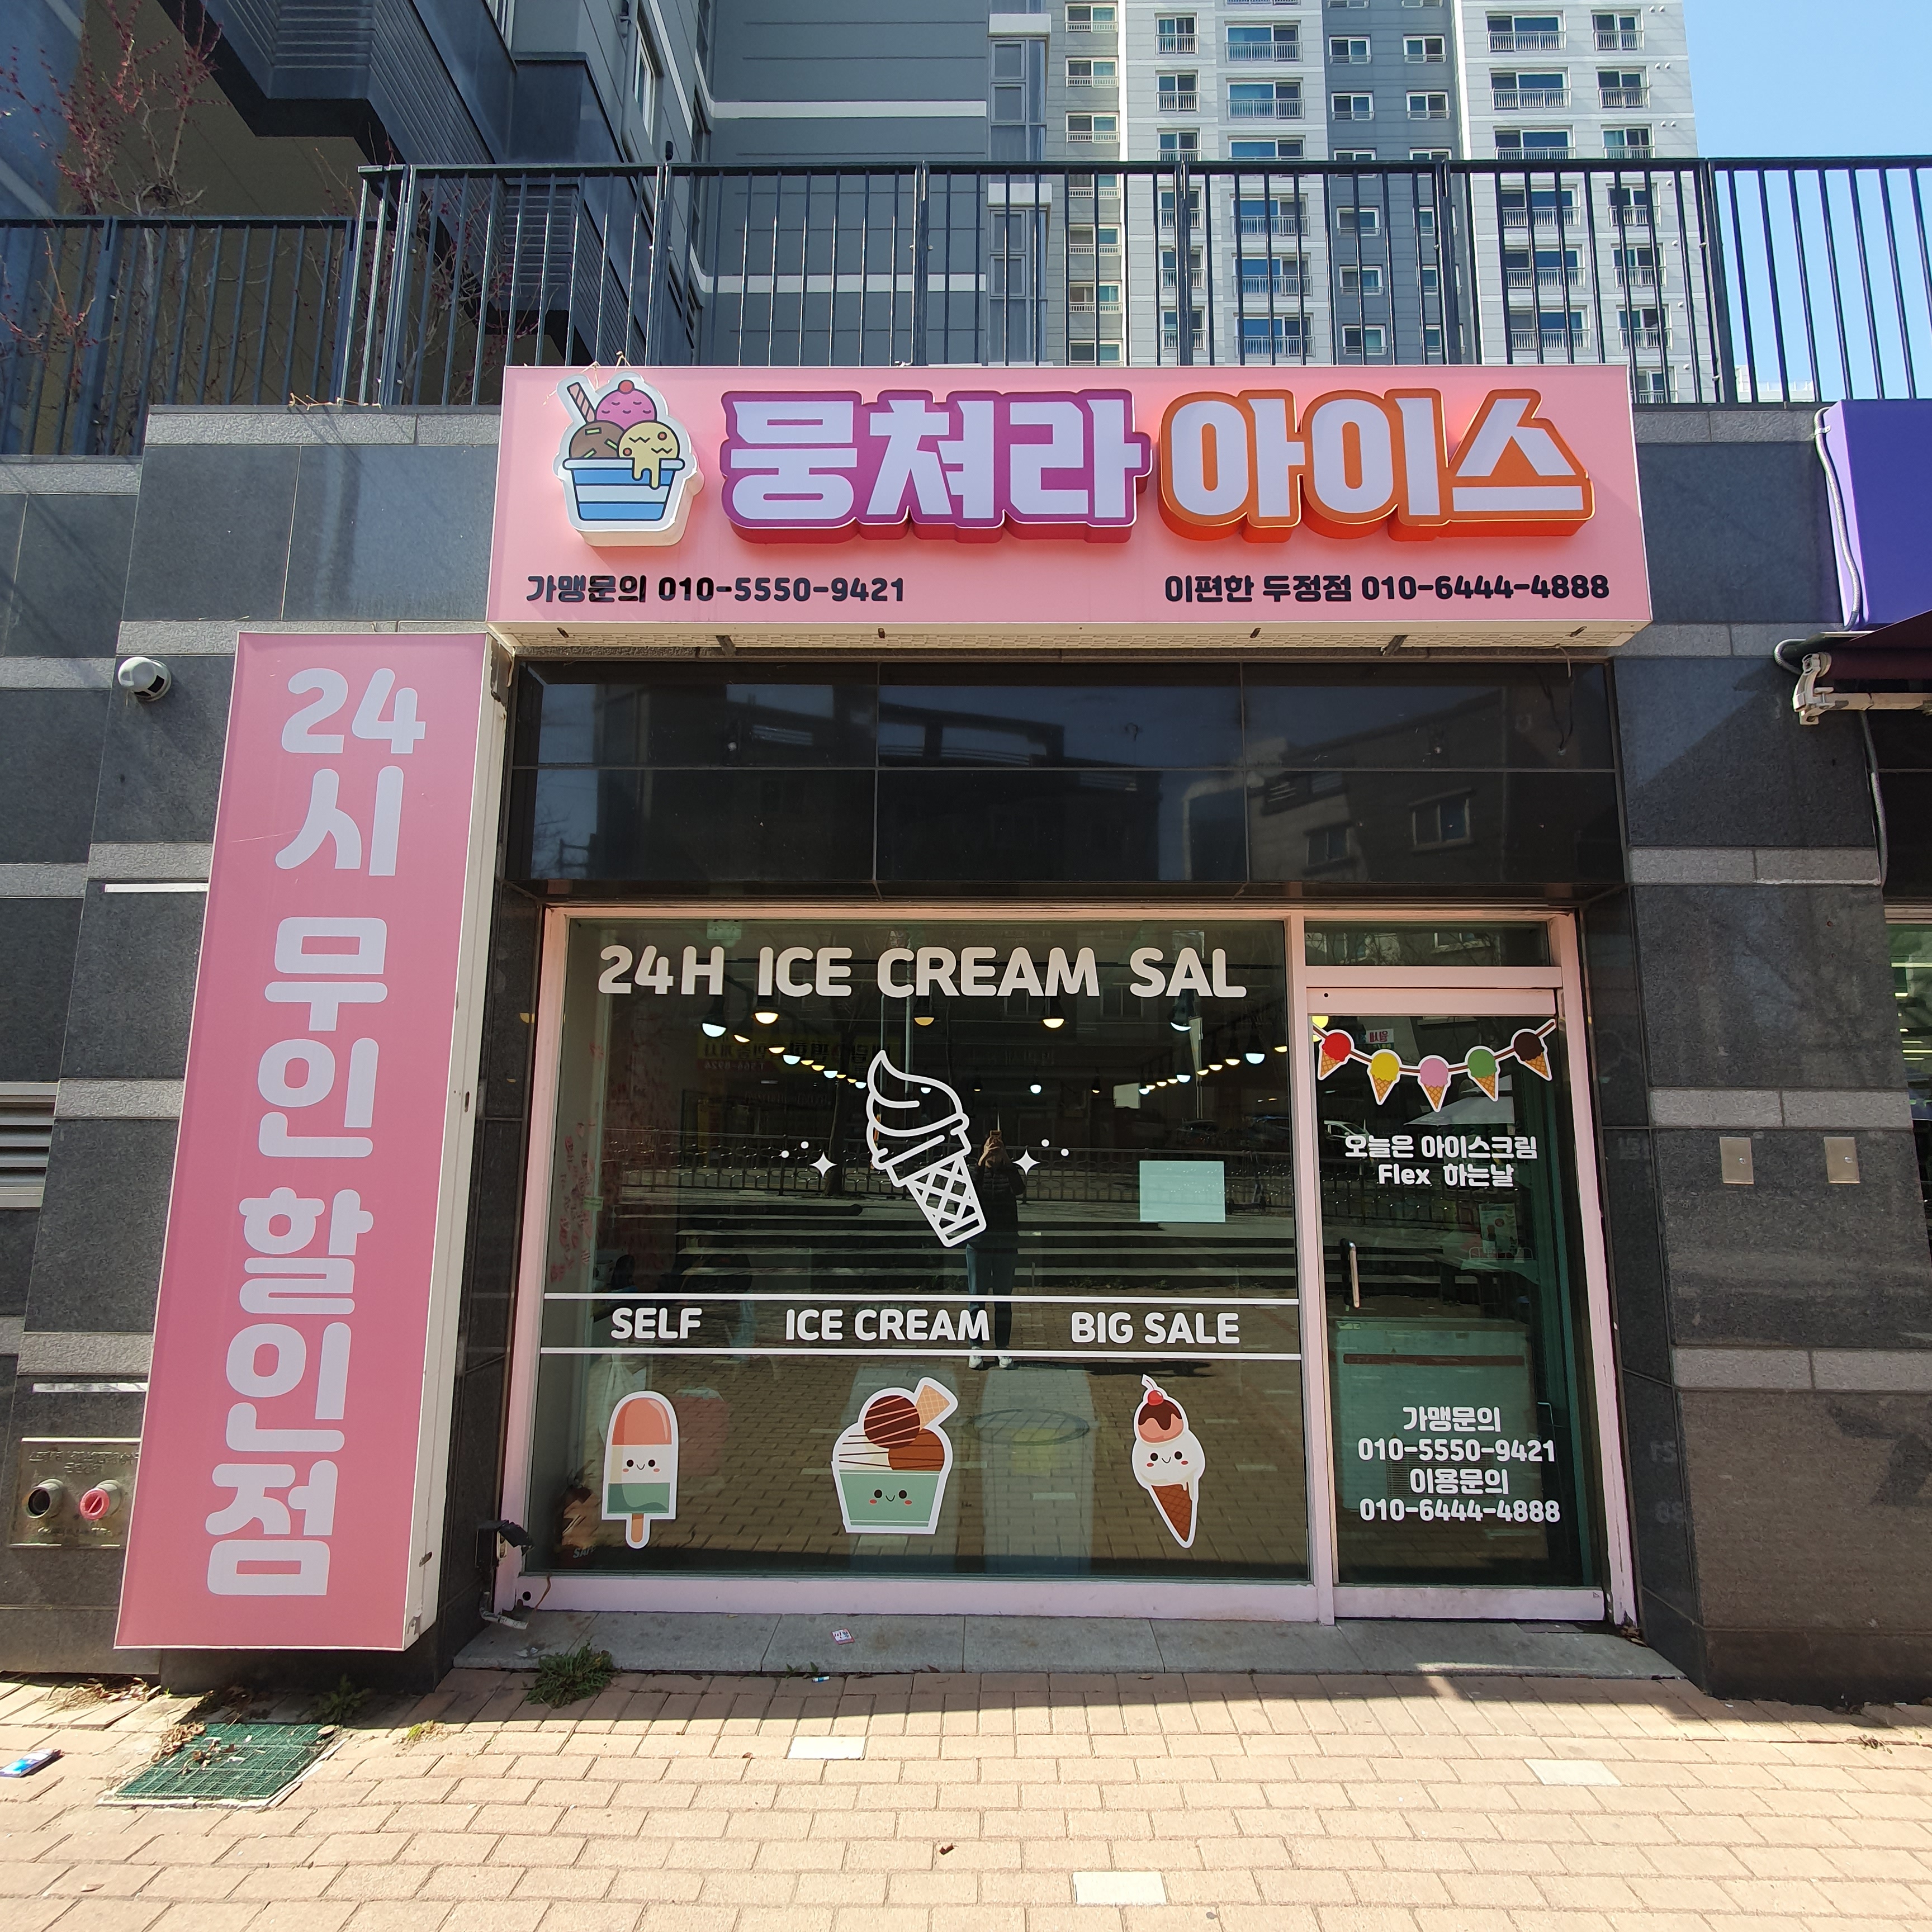 뭉쳐라 아이스
가맹문의 010-5550-9421
이편한 두정점 010-6444-4888
24
시
무
인
할
인
점
24H ICE CREAM SAL
SELF ICE CREAM BIG SALE
오늘은 아이스크림
Flex 하는날
가맹문의
010-5550-9421
이용문의
010-6444-4888